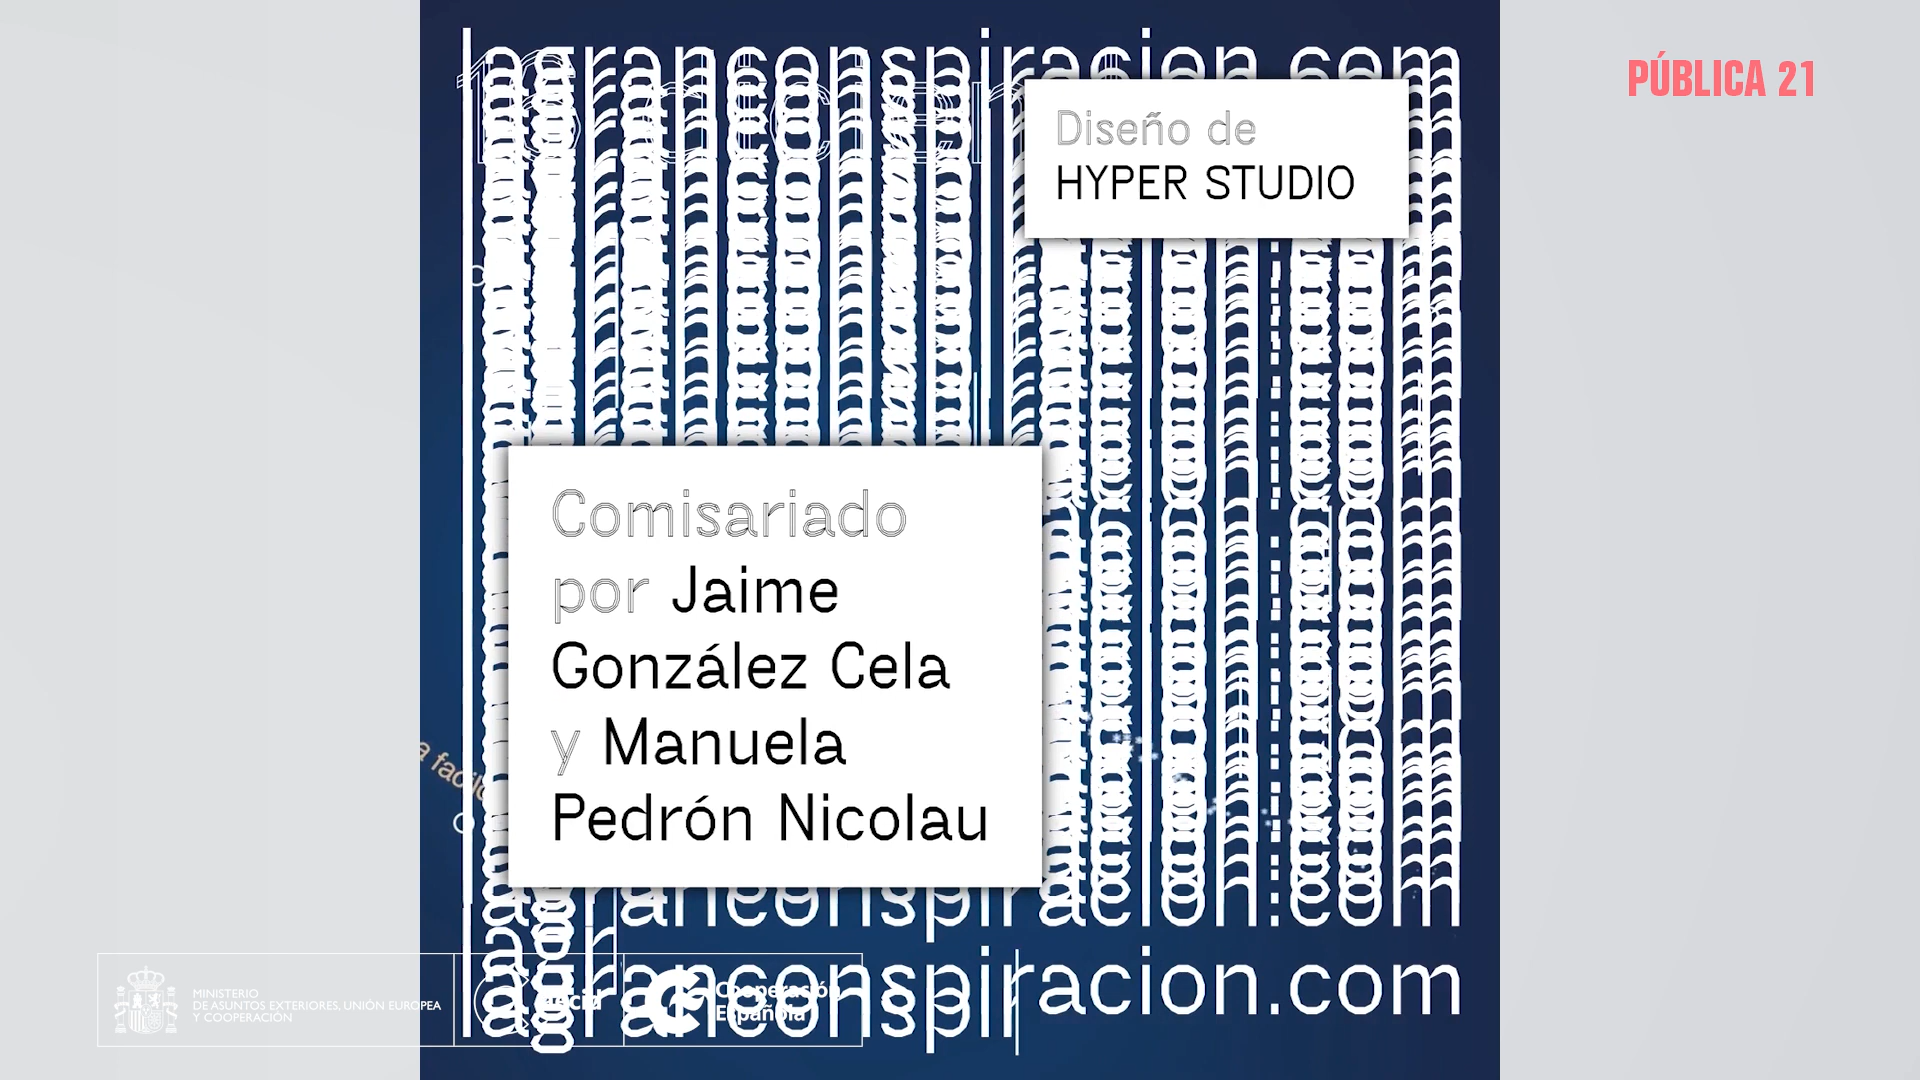 lagranconspiracion.com
PÚBLICA 21
Diseño de
HYPER STUDIO
Comisariado
por Jaime
González Cela
y Manuela
Pedrón Nicolau
lagranconspiracion.com
lagranconspiracion.com
MINISTERIO
DE ASUNTOS EXTERIORES, UNIÓN EUROPEA
Y COOPERACIÓN
aecid
Cooperación
Española